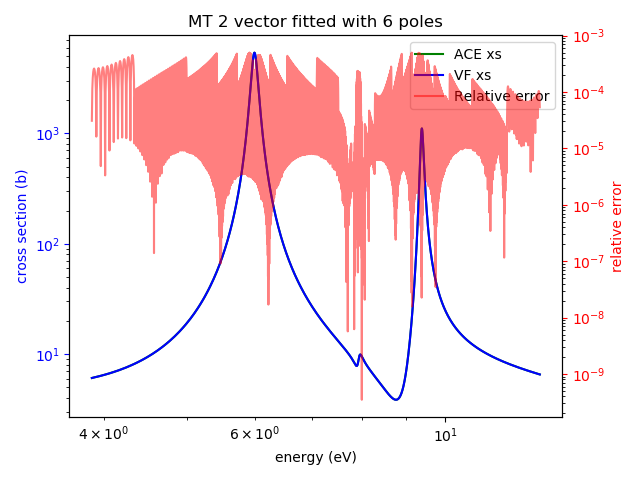 MT 2 vector fitted with 6 poles
ACE xs
VF xs
Relative error
cross section (b)
10³
10²
10¹
10⁻³
10⁻⁴
10⁻⁵
10⁻⁶
10⁻⁷
10⁻⁸
10⁻⁹
relative error
4 × 10⁰
6 × 10⁰
10¹
energy (eV)